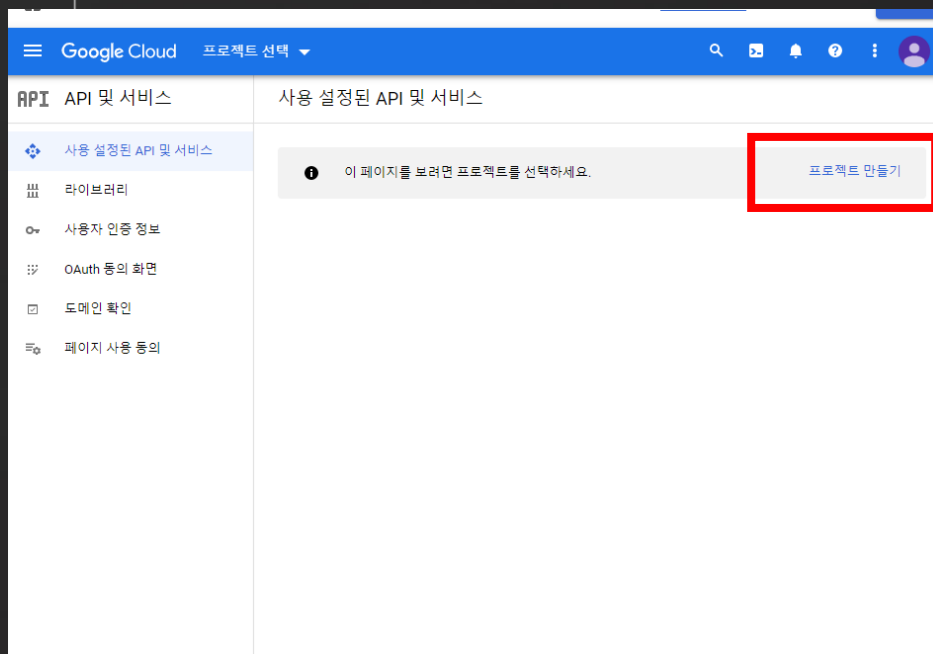 Google Cloud 프로젝트 선택
API API 및 서비스
사용 설정된 API 및 서비스
사용 설정된 API 및 서비스
라이브러리
사용자 인증 정보
OAuth 동의 화면
도메인 확인
페이지 사용 동의
이 페이지를 보려면 프로젝트를 선택하세요.
프로젝트 만들기